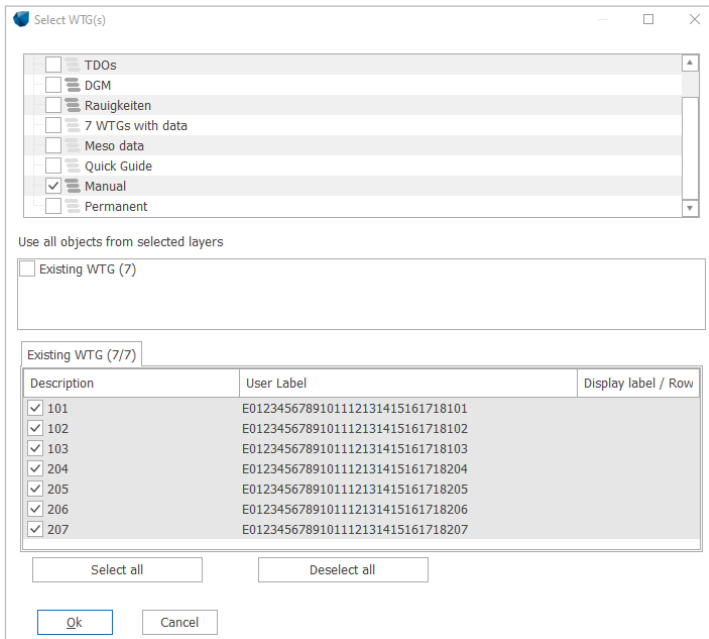 Select WTG(s)
TDOs
DGM
Rauigkeiten
7 WTGs with data
Meso data
Quick Guide
Manual
Permanent
Use all objects from selected layers
Existing WTG (7)
Existing WTG (7/7)
Description User Label Display label / Row
101 E0123456789101112131415161718101
102 E0123456789101112131415161718102
103 E0123456789101112131415161718103
204 E0123456789101112131415161718204
205 E0123456789101112131415161718205
206 E0123456789101112131415161718206
207 E0123456789101112131415161718207
Select all Deselect all
Ok Cancel